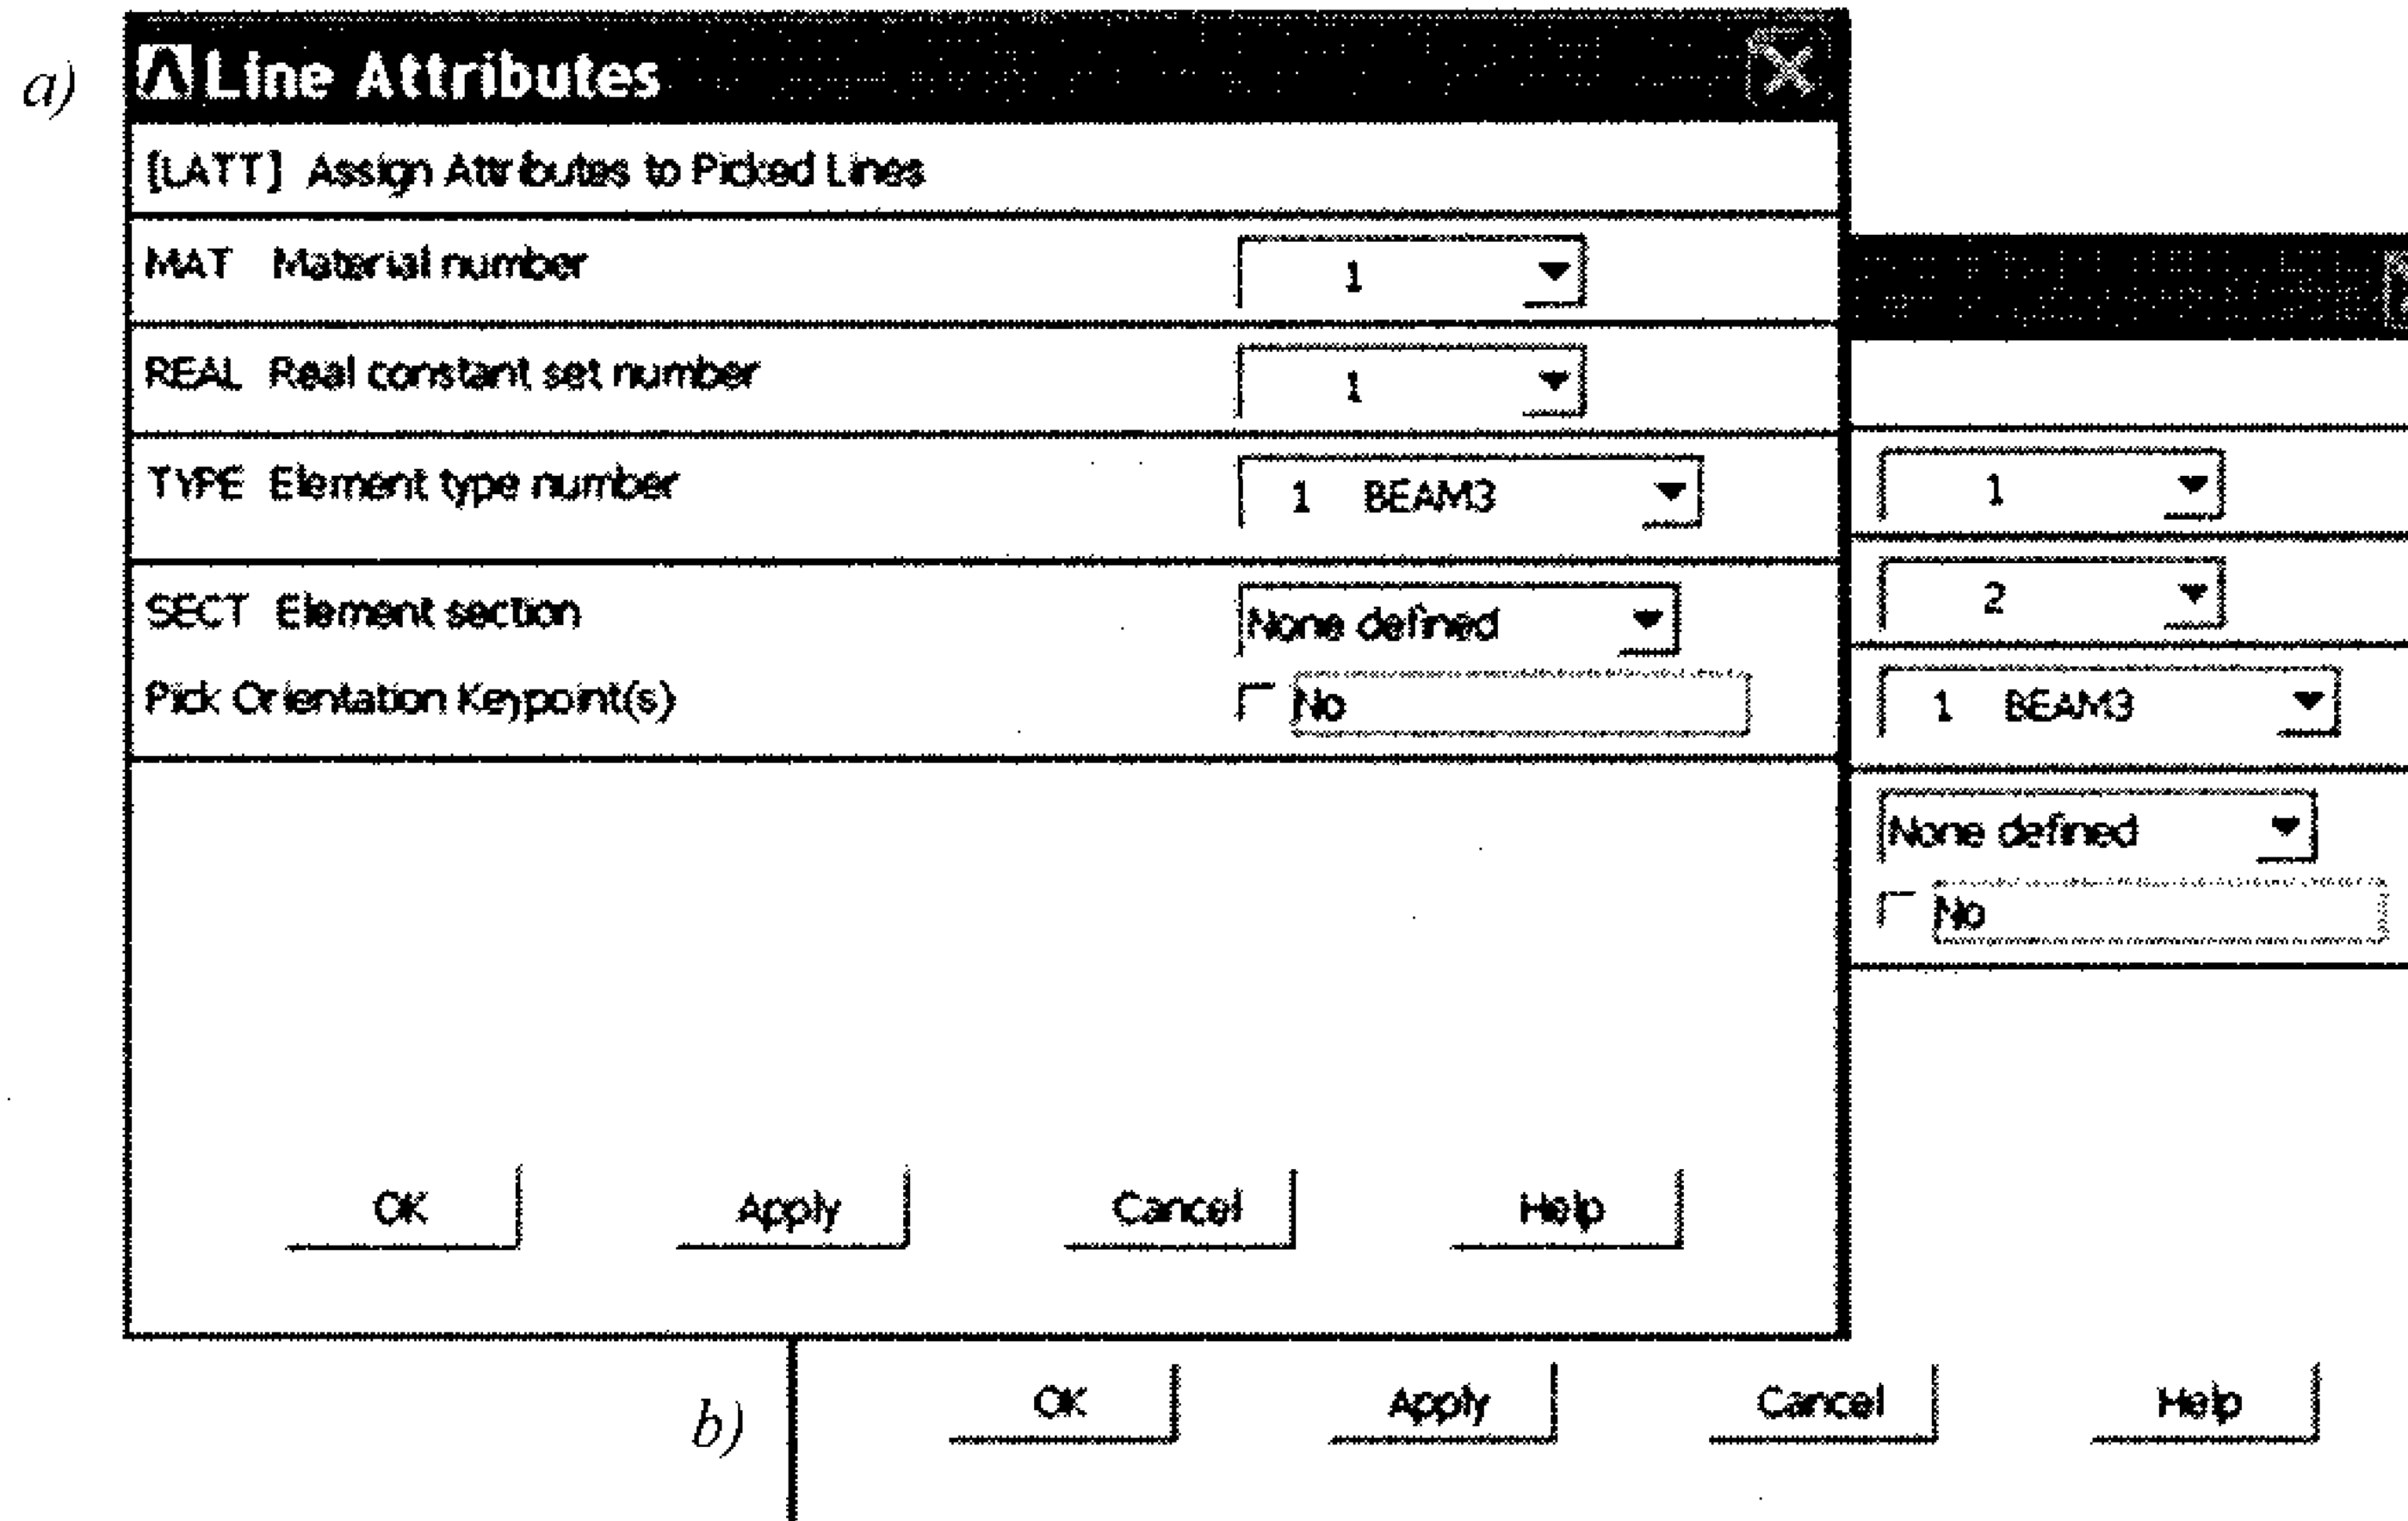 a)
Line Attributes
[LATT] Assign Attributes to Picked Lines
MAT Material number 1
REAL Real constant set number 1
TYPE Element type number 1 BEAM3
SECT Element section None defined
Pick Orientation Keypoint(s) No
OK Apply Cancel Help
1
2
1 BEAM3
None defined
No
b)
OK Apply Cancel Help